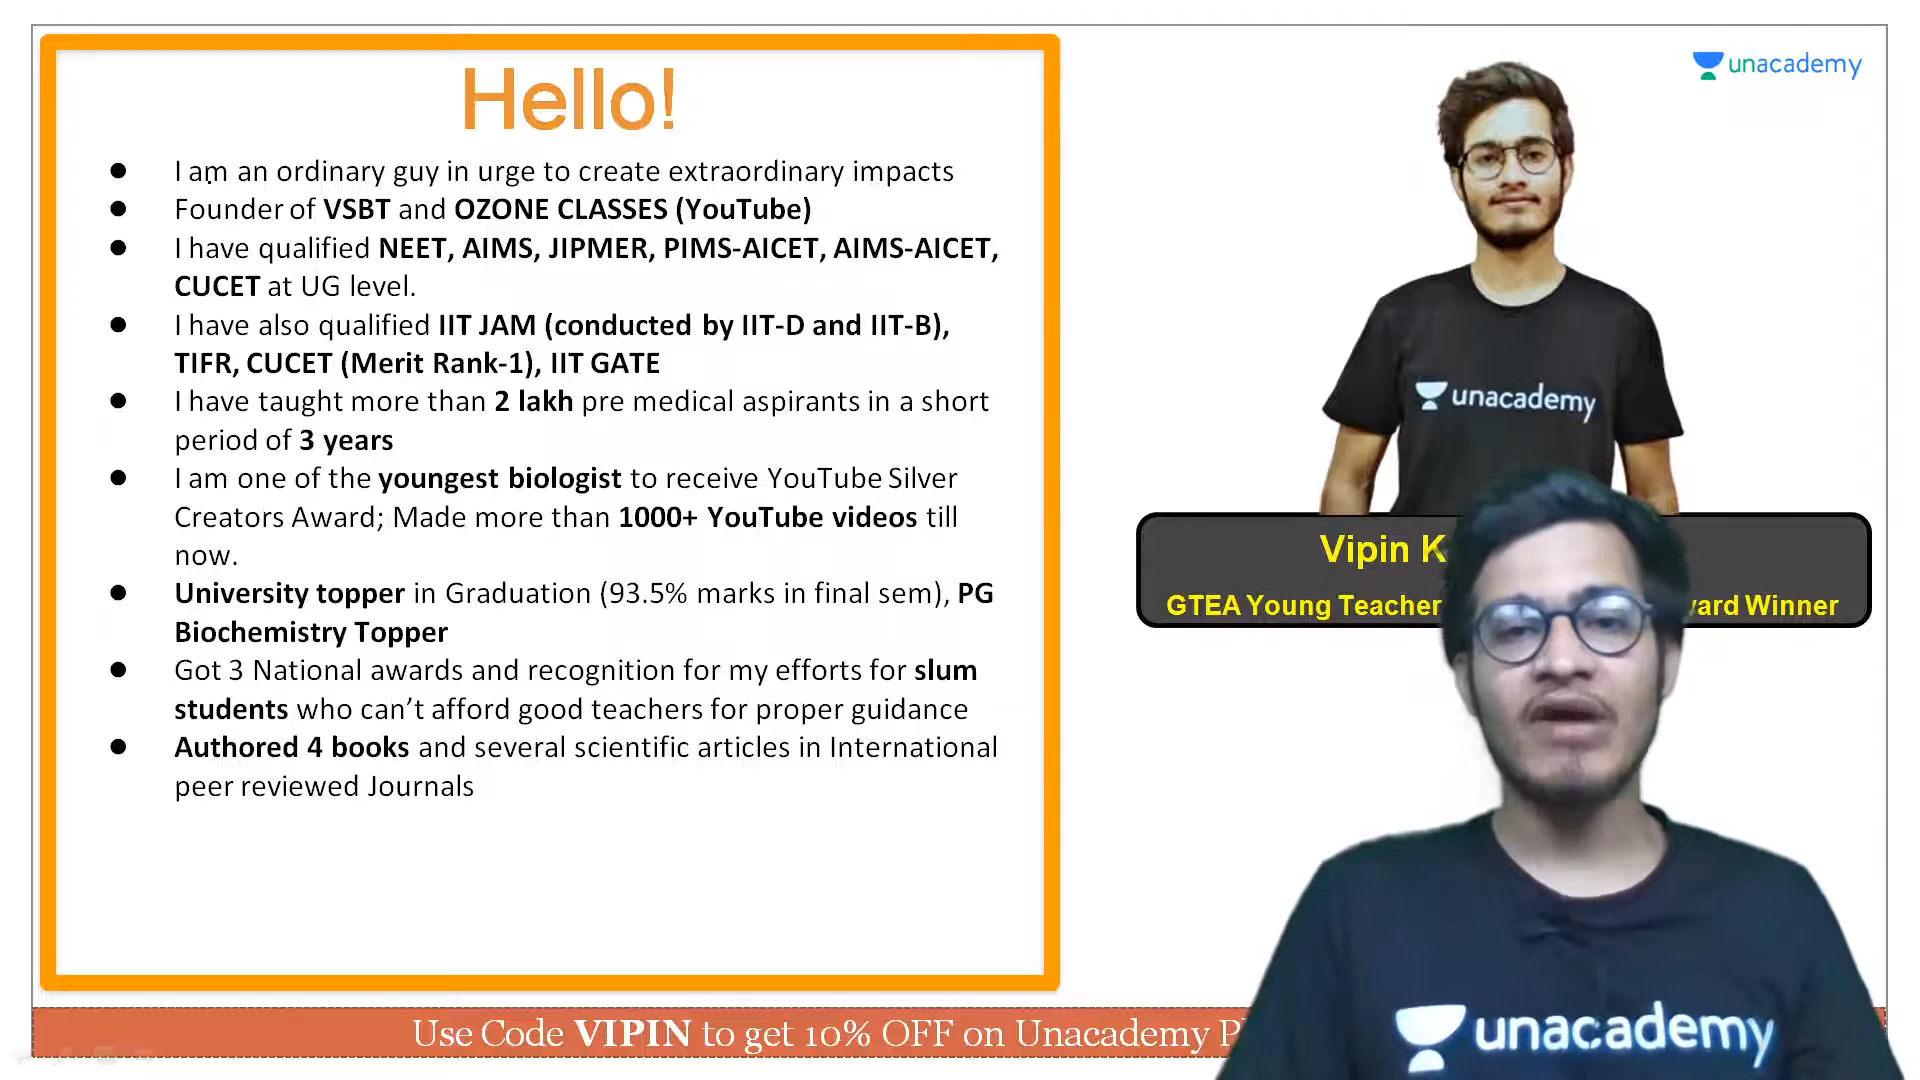 Hello!
unacademy
I am an ordinary guy in urge to create extraordinary impacts
Founder of VSBT and OZONE CLASSES (YouTube)
I have qualified NEET, AIMS, JIPMER, PIMS-AICET, AIMS-AICET,
CUCET at UG level.
I have also qualified IIT JAM (conducted by IIT-D and IIT-B),
TIFR, CUCET (Merit Rank-1), IIT GATE
I have taught more than 2 lakh pre medical aspirants in a short
period of 3 years
I am one of the youngest biologist to receive YouTube Silver
Creators Award; Made more than 1000+ YouTube videos till
now.
University topper in Graduation (93.5% marks in final sem), PG
Biochemistry Topper
Got 3 National awards and recognition for my efforts for slum
students who can’t afford good teachers for proper guidance
Authored 4 books and several scientific articles in International
peer reviewed Journals
unacademy
Vipin K
GTEA Young Teacher ward Winner
unacademy
Use Code VIPIN to get 10% OFF on Unacademy P